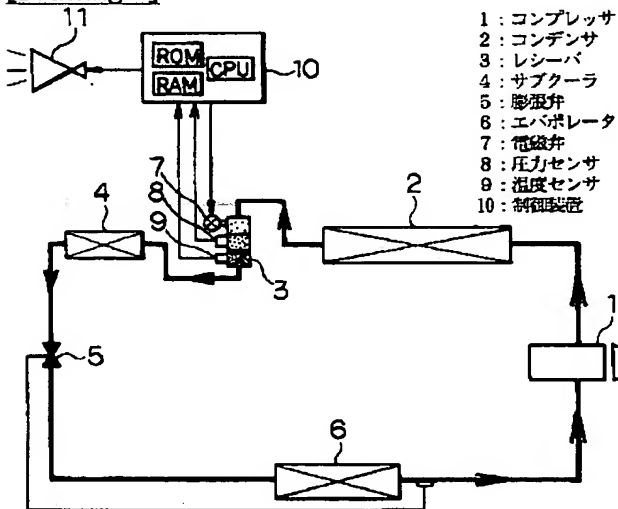 11
ROM
CPU
RAM
10
1：コンプレッサ
2：コンデンサ
3：レシーバ
4：サブクーラ
5：膨張弁
6：エバポレータ
7：電磁弁
8：圧力センサ
9：温度センサ
10：制御装置
7
8
9
4
2
3
1
5
6